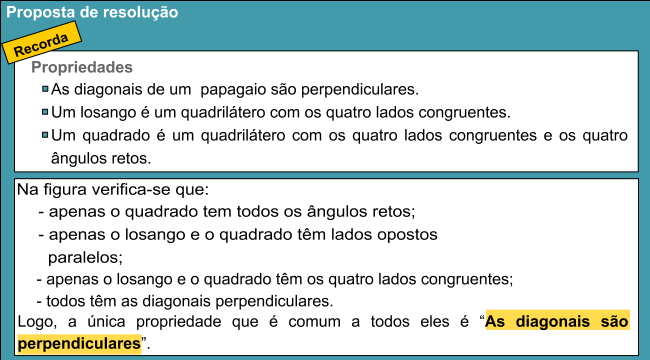 Proposta de resolução
Recorda
Propriedades
As diagonais de um papagaio são perpendiculares.
Um losango é um quadrilátero com os quatro lados congruentes.
Um quadrado é um quadrilátero com os quatro lados congruentes e os quatro
ângulos retos.
Na figura verifica-se que:
- apenas o quadrado tem todos os ângulos retos;
- apenas o losango e o quadrado têm lados opostos
paralelos;
- apenas o losango e o quadrado têm os quatro lados congruentes;
- todos têm as diagonais perpendiculares.
Logo, a única propriedade que é comum a todos eles é “As diagonais são
perpendiculares”.